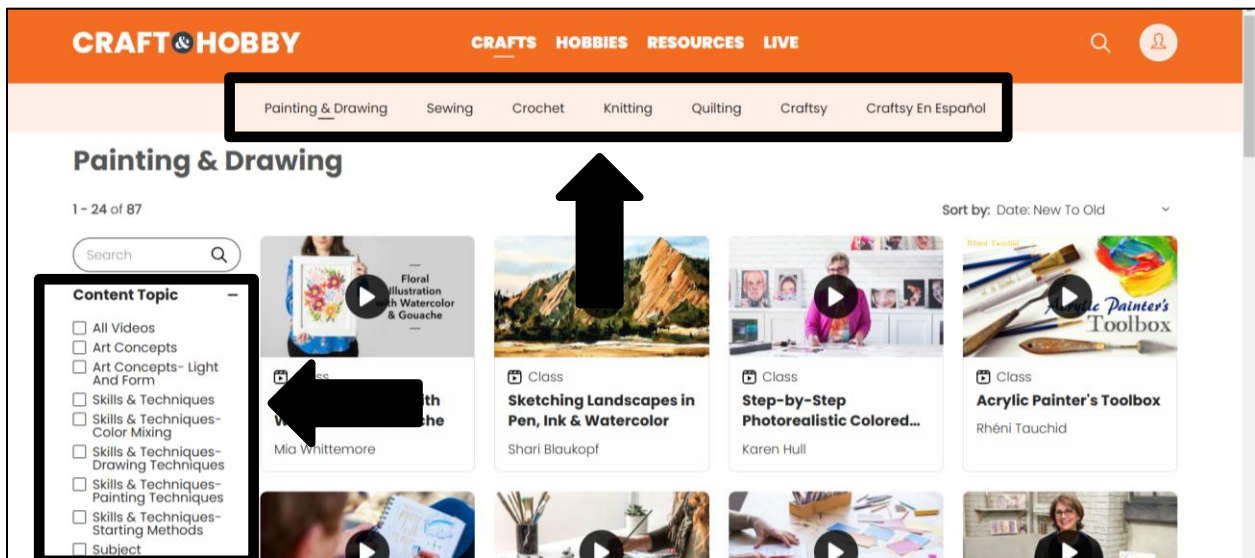 CRAFT&HOBBY
CRAFTS HOBBIES RESOURCES LIVE
Painting & Drawing Sewing Crochet Knitting Quilting Craftsy Craftsy En Español
Painting & Drawing
1 - 24 of 87
Sort by: Date: New To Old
Search
Content Topic
All Videos
Art Concepts
Art Concepts- Light
And Form
Skills & Techniques
Skills & Techniques-
Color Mixing
Skills & Techniques-
Drawing Techniques
Skills & Techniques-
Painting Techniques
Skills & Techniques-
Starting Methods
Subject
Floral
Illustration
with Watercolor
& Gouache
Mia Whittemore
Class
Sketching Landscapes in
Pen, Ink & Watercolor
Shari Blaukopf
Class
Step-by-Step
Photorealistic Colored...
Karen Hull
Rhéni Tauchid
Acrylic Painter's
Toolbox
Class
Acrylic Painter's Toolbox
Rhéni Tauchid